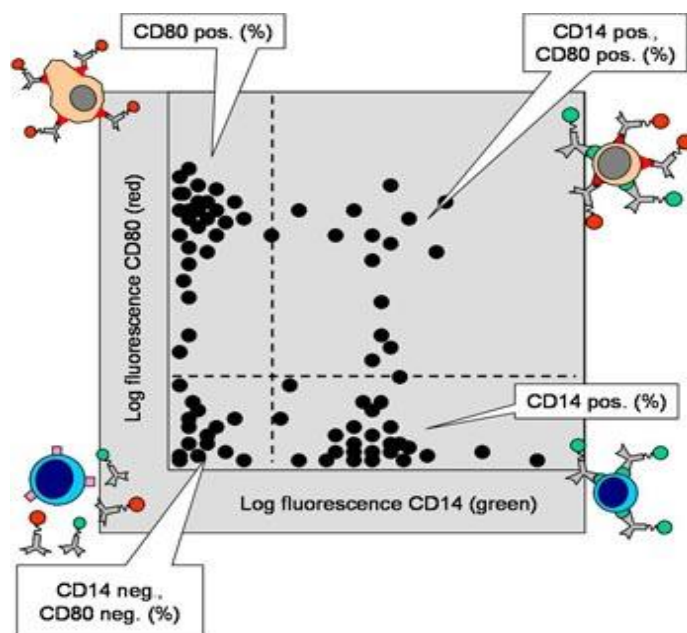 CD80 pos. (%)
CD14 pos.,
CD80 pos. (%)
Log fluorescence CD80 (red)
CD14 pos. (%)
Log fluorescence CD14 (green)
CD14 neg.,
CD80 neg. (%)